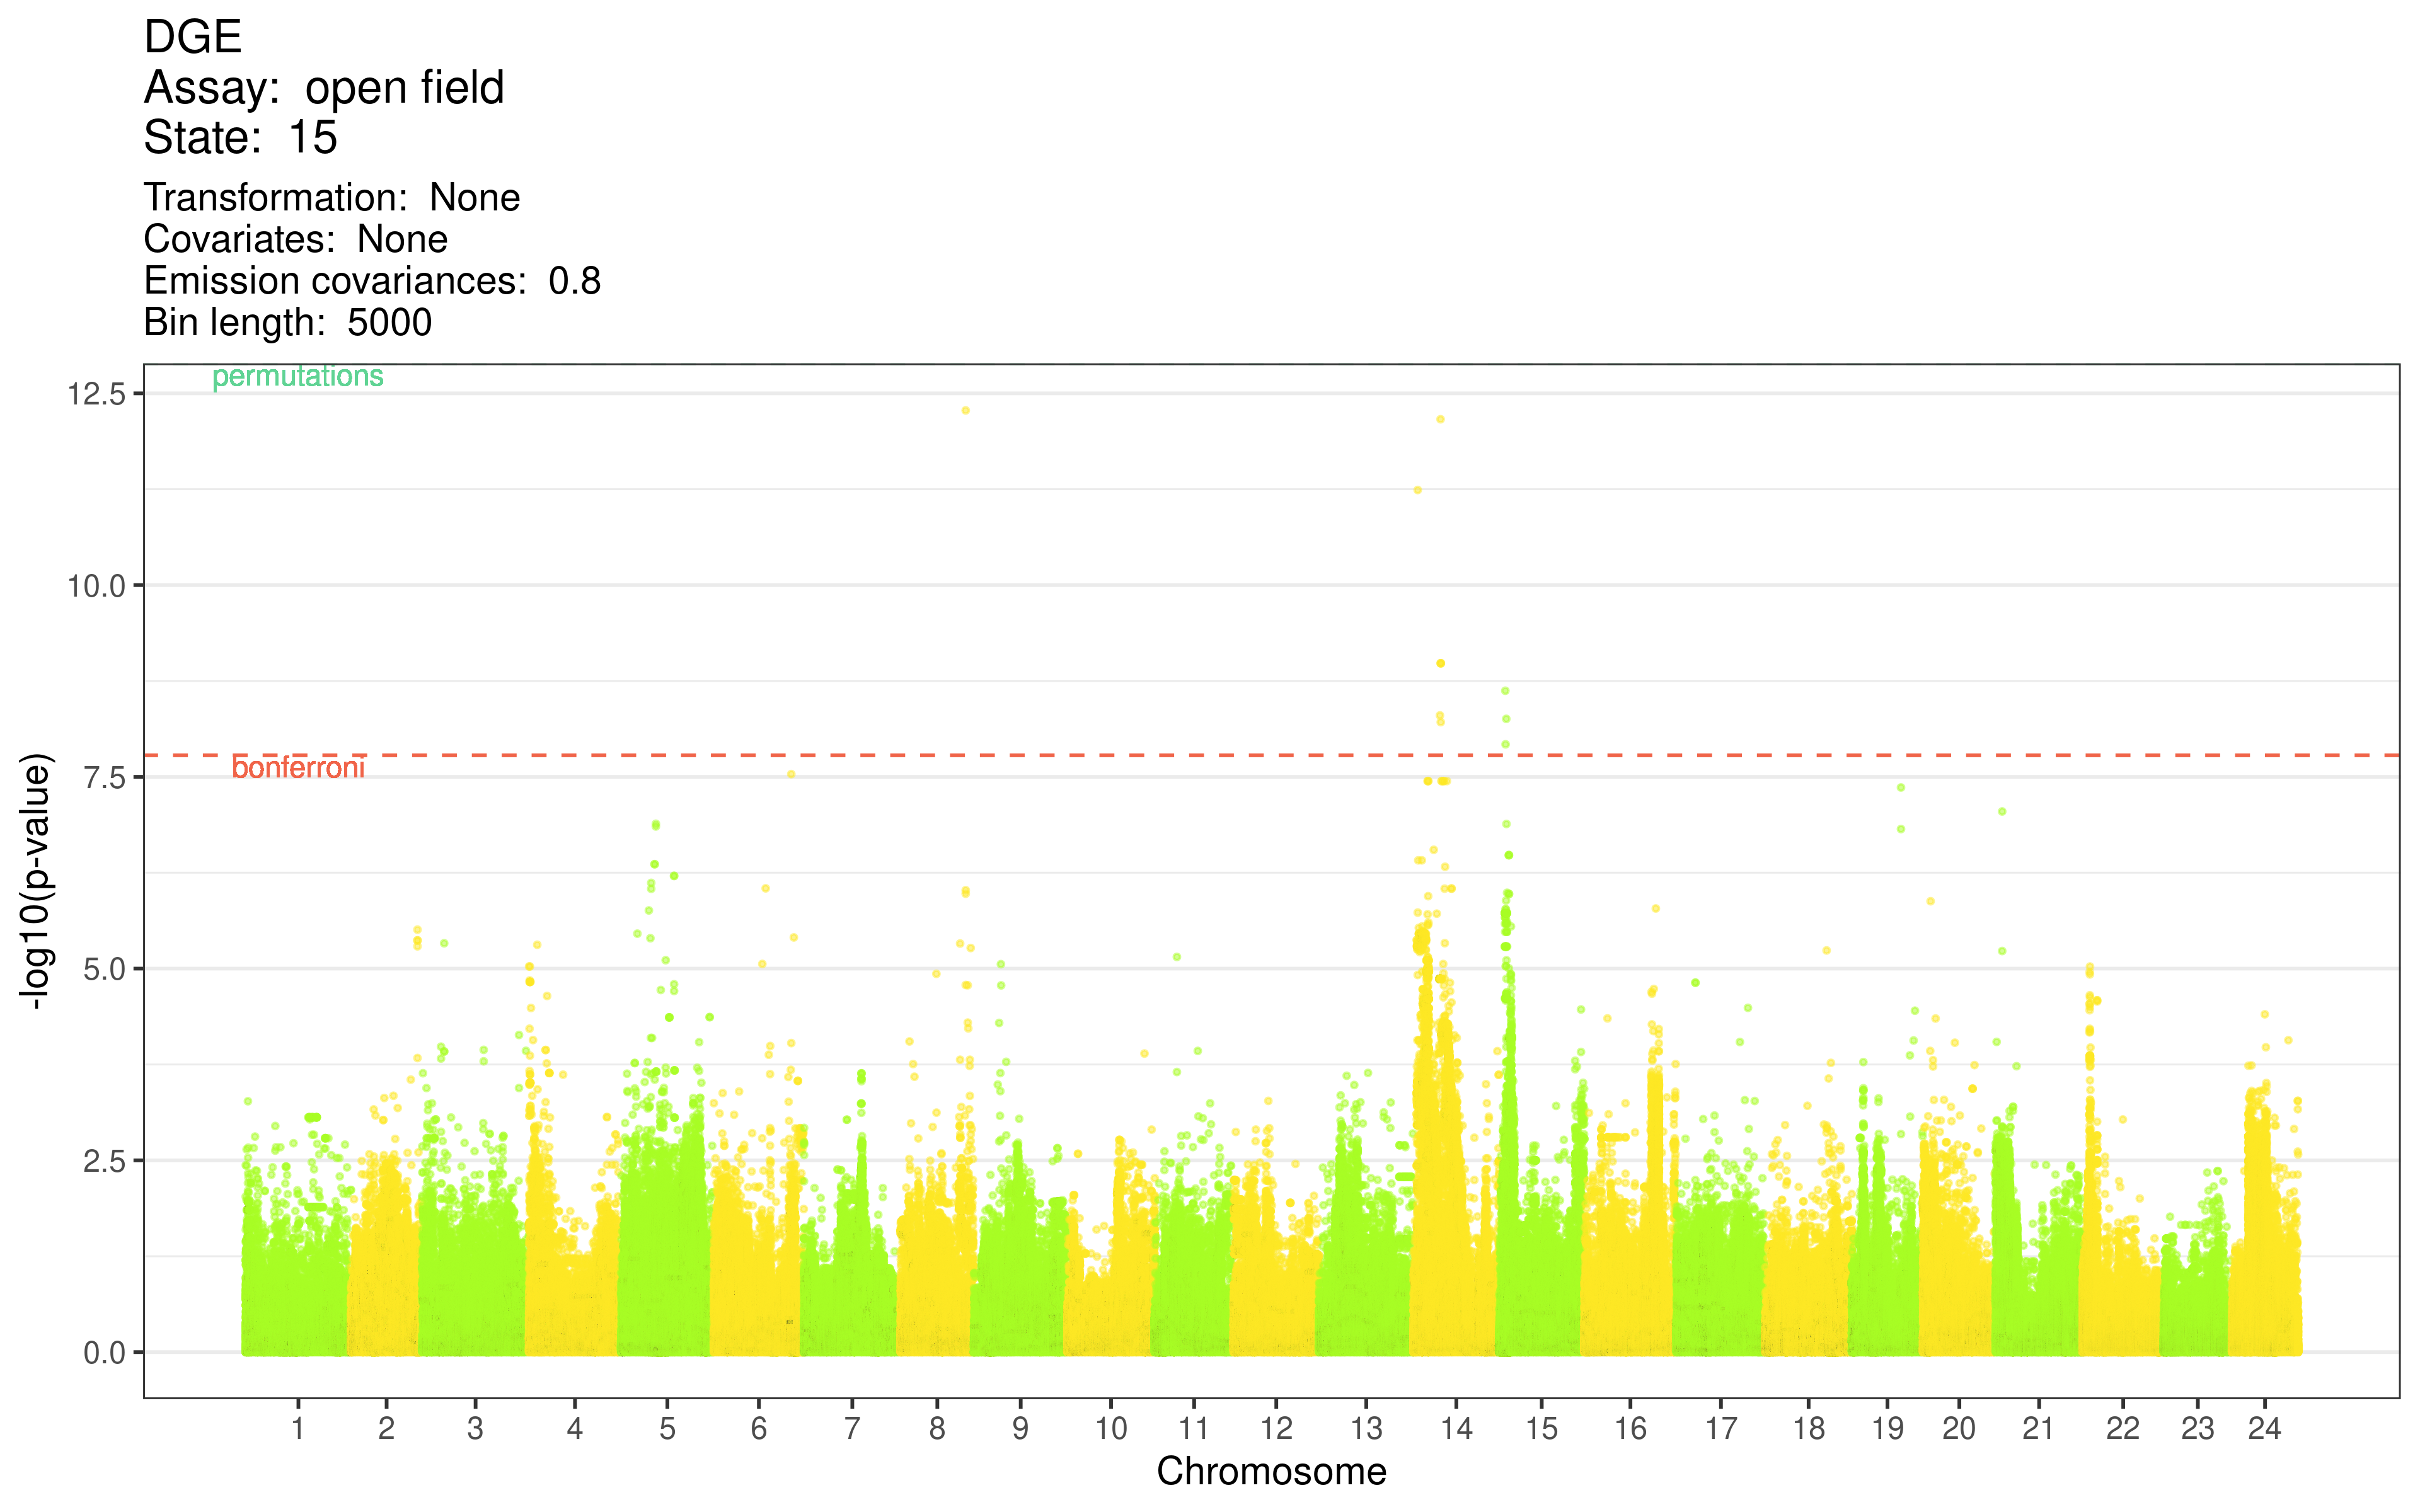 DGE
Assay:  open field
State:  15
Transformation:  None
Covariates:  None
Emission covariances:  0.8
Bin length:  5000
permutations
12.5
10.0
bonferroni
7.5
5.0
2.5
0.0
-log10(p-value)
1 2 3 4 5 6 7 8 9 10 11 12 13 14 15 16 17 18 19 20 21 22 23 24
Chromosome